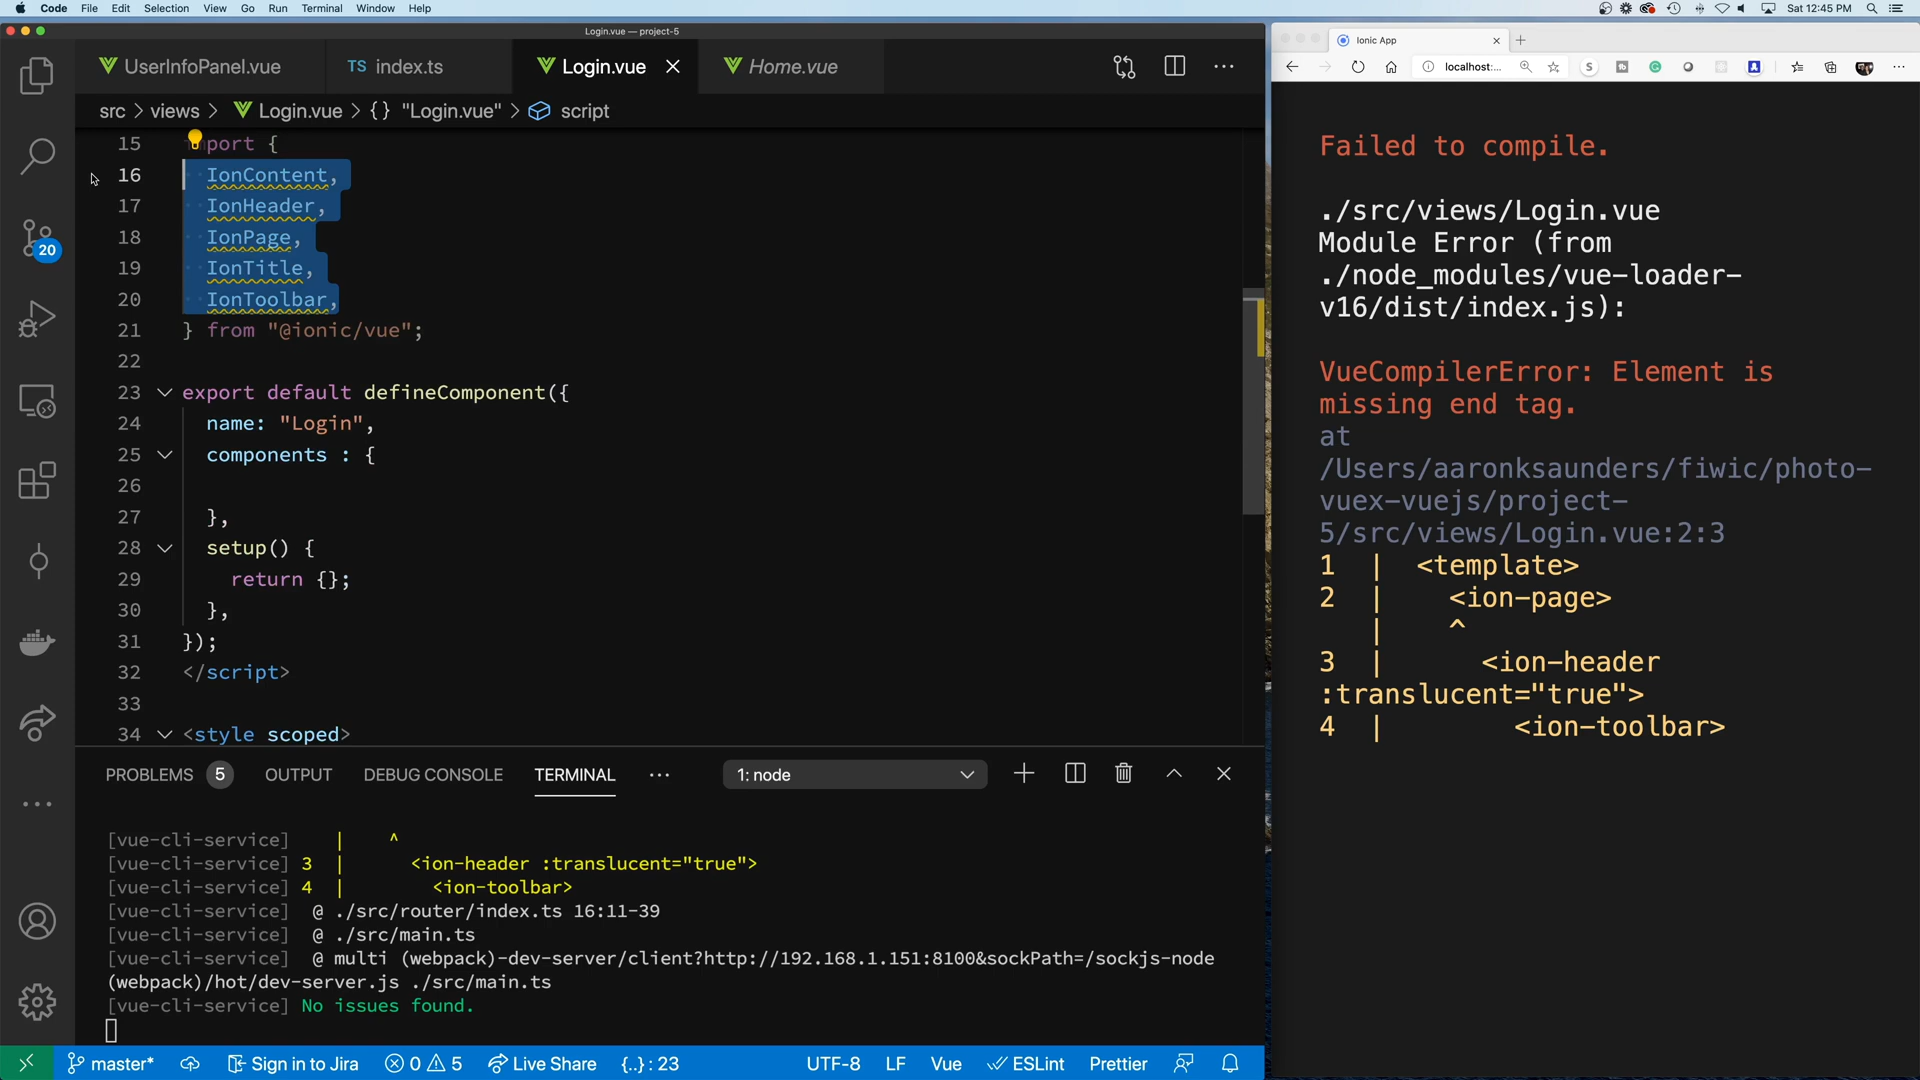 Code File Edit Selection View Go Run Terminal Window Help
Sat 12:45 PM
Login.vue — project-5
UserInfoPanel.vue
TS index.ts
Login.vue
Home.vue
src > views > Login.vue > {} "Login.vue" > script
15 import {
16 IonContent,
17 IonHeader,
18 IonPage,
19 IonTitle,
20 IonToolbar,
21 } from "@ionic/vue";
22
23 export default defineComponent({
24 name: "Login",
25 components : {
26
27 },
28 setup() {
29 return {};
30 },
31 });
32 </script>
33
34 <style scoped>
20
PROBLEMS 5 OUTPUT DEBUG CONSOLE TERMINAL ··· 1: node
[vue-cli-service] | ^
[vue-cli-service] 3 | <ion-header :translucent="true">
[vue-cli-service] 4 | <ion-toolbar>
[vue-cli-service] @ ./src/router/index.ts 16:11-39
[vue-cli-service] @ ./src/main.ts
[vue-cli-service] @ multi (webpack)-dev-server/client?http://192.168.1.151:8100&sockPath=/sockjs-node
(webpack)/hot/dev-server.js ./src/main.ts
[vue-cli-service] No issues found.
master* Sign in to Jira 0 5 Live Share {..} : 23 UTF-8 LF Vue ESLint Prettier
Ionic App
localhost:...
S
Failed to compile.
./src/views/Login.vue
Module Error (from
./node_modules/vue-loader-
v16/dist/index.js):
VueCompilerError: Element is
missing end tag.
at
/Users/aaronksaunders/fiwic/photo-
vuex-vuejs/project-
5/src/views/Login.vue:2:3
1 | <template>
2 | <ion-page>
| ^
3 | <ion-header
:translucent="true">
4 | <ion-toolbar>